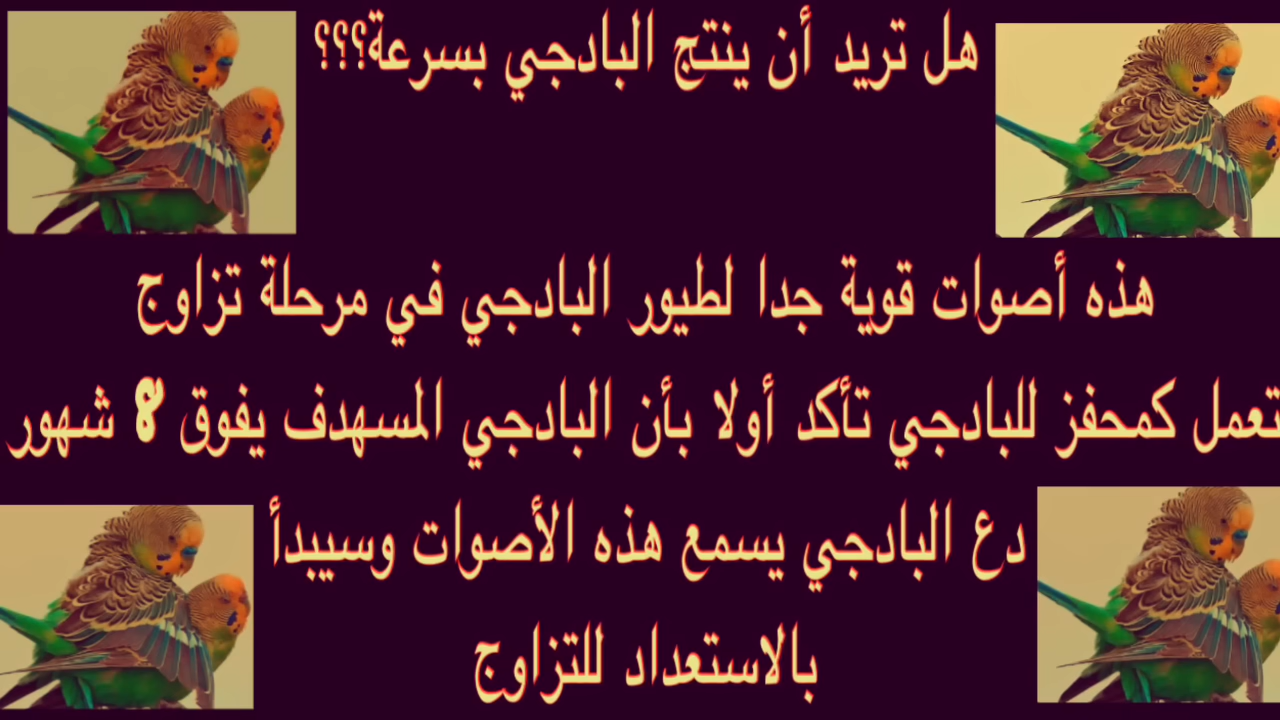 هل تريد أن ينتج البادجي بسرعة؟؟؟
هذه أصوات قوية جدا لطيور البادجي في مرحلة تزاوج
تعمل كمحفز للبادجي تأكد أولا بأن البادجي المسهدف يفوق 8 شهور
دع البادجي يسمع هذه الأصوات وسيبدأ
بالاستعداد للتزاوج